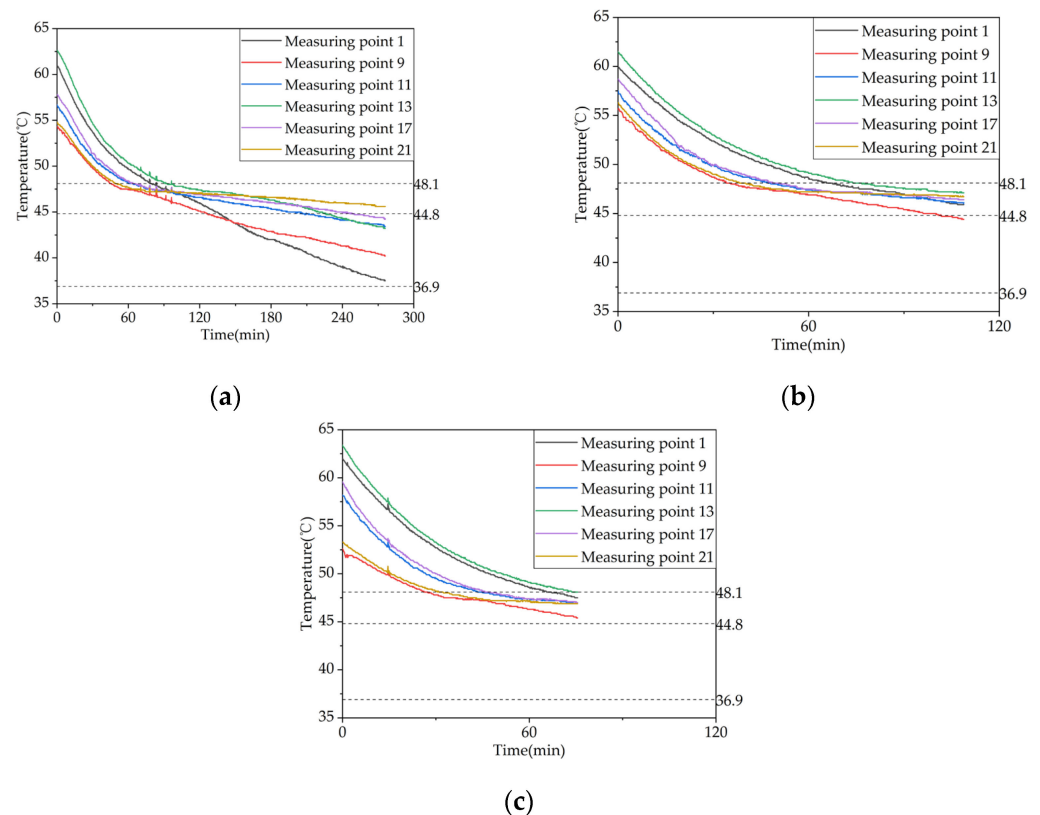 65
60
55
50
45
40
35
Temperature(℃)
Measuring point 1
Measuring point 9
Measuring point 11
Measuring point 13
Measuring point 17
Measuring point 21
48.1
44.8
36.9
0
60
120
180
240
300
Time(min)
(a)
65
60
55
50
45
40
35
Temperature(℃)
Measuring point 1
Measuring point 9
Measuring point 11
Measuring point 13
Measuring point 17
Measuring point 21
48.1
44.8
36.9
0
60
120
Time(min)
(b)
65
60
55
50
45
40
35
Temperature(℃)
Measuring point 1
Measuring point 9
Measuring point 11
Measuring point 13
Measuring point 17
Measuring point 21
48.1
44.8
36.9
0
60
120
Time(min)
(c)